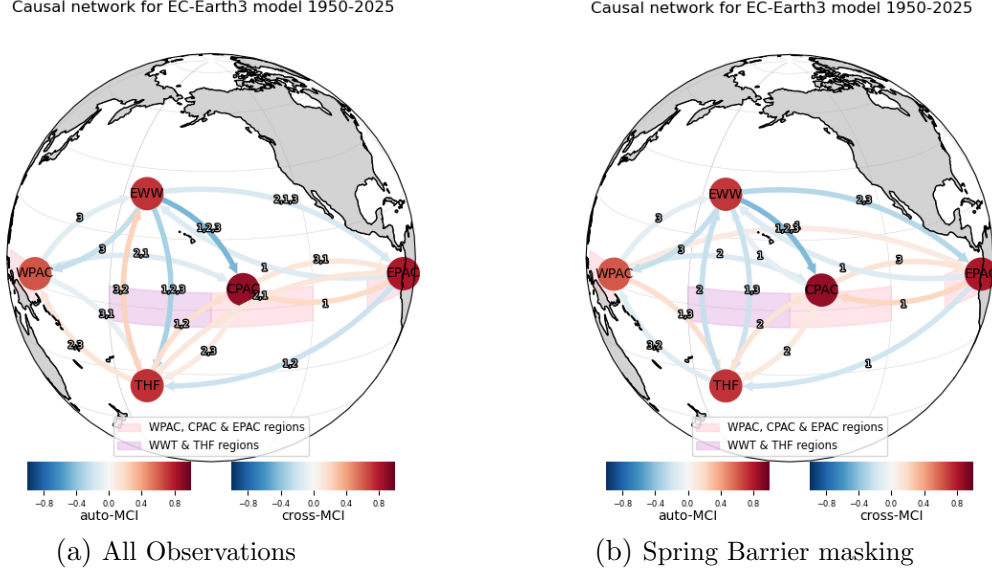 Causal network for EC-Earth3 model 1950-2025
EWW
2,1,3
3
1,2,3
3
2,1
1
3,1
WPAC
EPAC
CPAC
3,2
1,2,3
2,1
1
3,1
1,2
2,3
2,3
1,2
THF
WPAC, CPAC & EPAC regions
WWT & THF regions
−0.8 −0.4 0.0 0.4 0.8
auto-MCI
−0.8 −0.4 0.0 0.4 0.8
cross-MCI
(a) All Observations
Causal network for EC-Earth3 model 1950-2025
EWW
2,3
3
1,2,3
3
2
1
3
1
WPAC
EPAC
CPAC
2
1,3
1
1,3
2
3,2
2
1
THF
WPAC, CPAC & EPAC regions
WWT & THF regions
−0.8 −0.4 0.0 0.4 0.8
auto-MCI
−0.8 −0.4 0.0 0.4 0.8
cross-MCI
(b) Spring Barrier masking